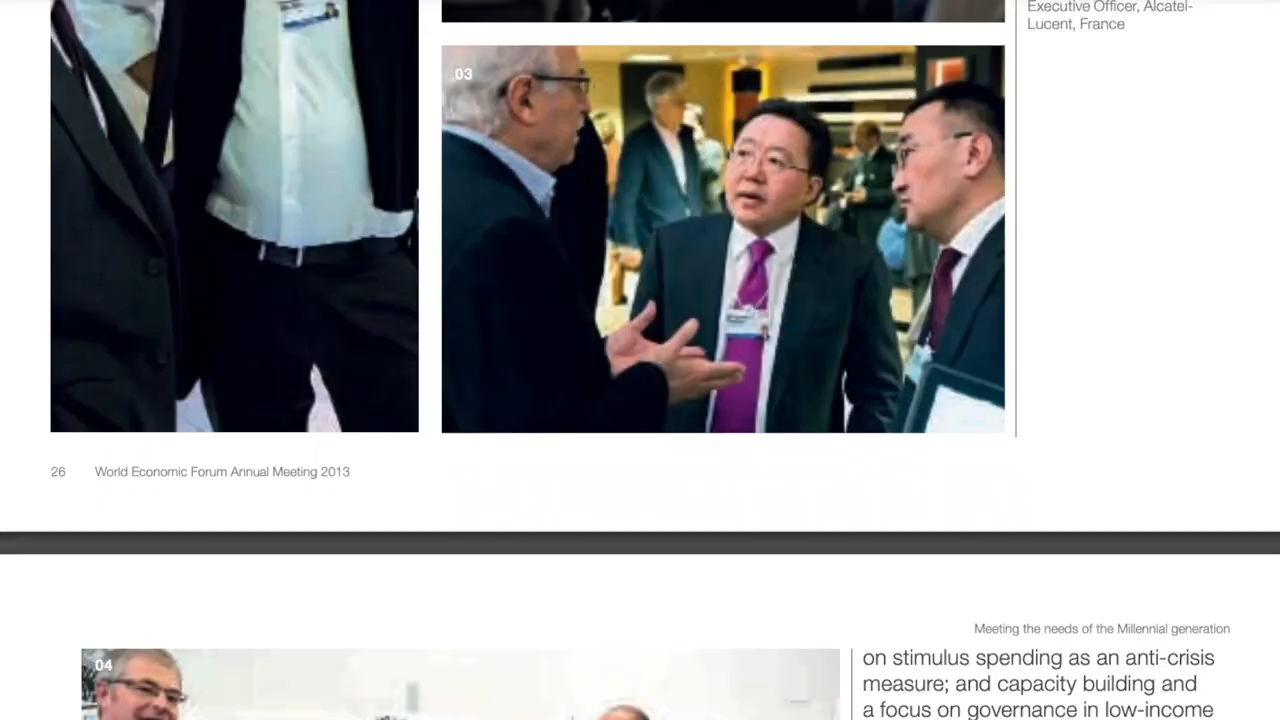 Executive Officer, Alcatel-
Lucent, France
03
26 World Economic Forum Annual Meeting 2013
Meeting the needs of the Millennial generation
04
on stimulus spending as an anti-crisis
measure; and capacity building and
a focus on governance in low-income